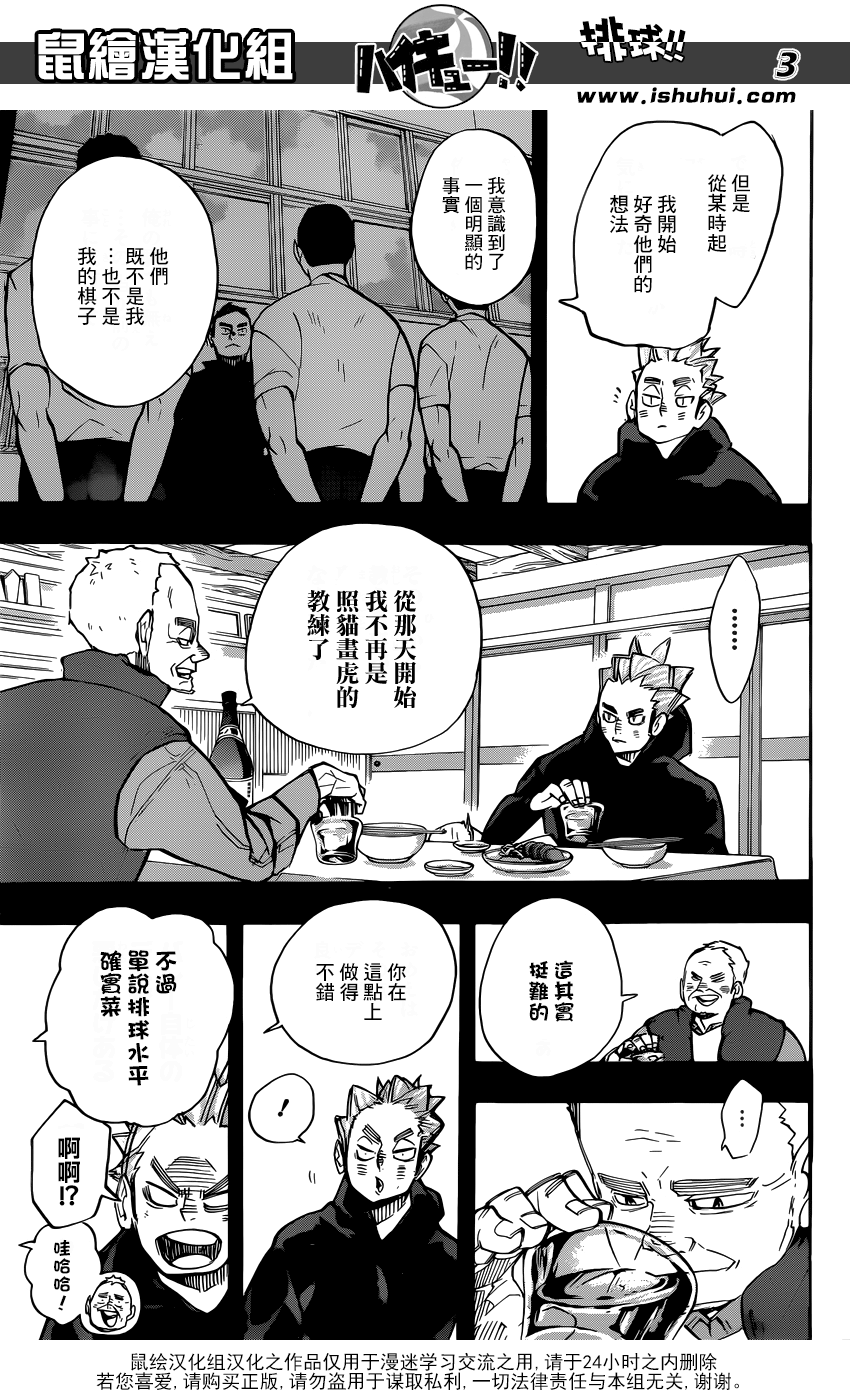 鼠繪漢化組
ハイキュー!!
排球!!
3
www.ishuhui.com
但是
從某時起
我開始
好奇他們的
想法
我意識到了
一個明顯的
事實
他們
既不是我
…也不是
我的棋子
……
從那天開始
我不再是
照貓畫虎的
教練了
這其實
挺難的
…
你在
這點上
做得
不錯
！
不過
單說排球水平
確實菜
啊啊!?
哇哈哈！
鼠绘汉化组汉化之作品仅用于漫迷学习交流之用,请于24小时之内删除
若您喜爱,请购买正版,请勿用于谋取私利,一切法律责任与本组无关,谢谢。